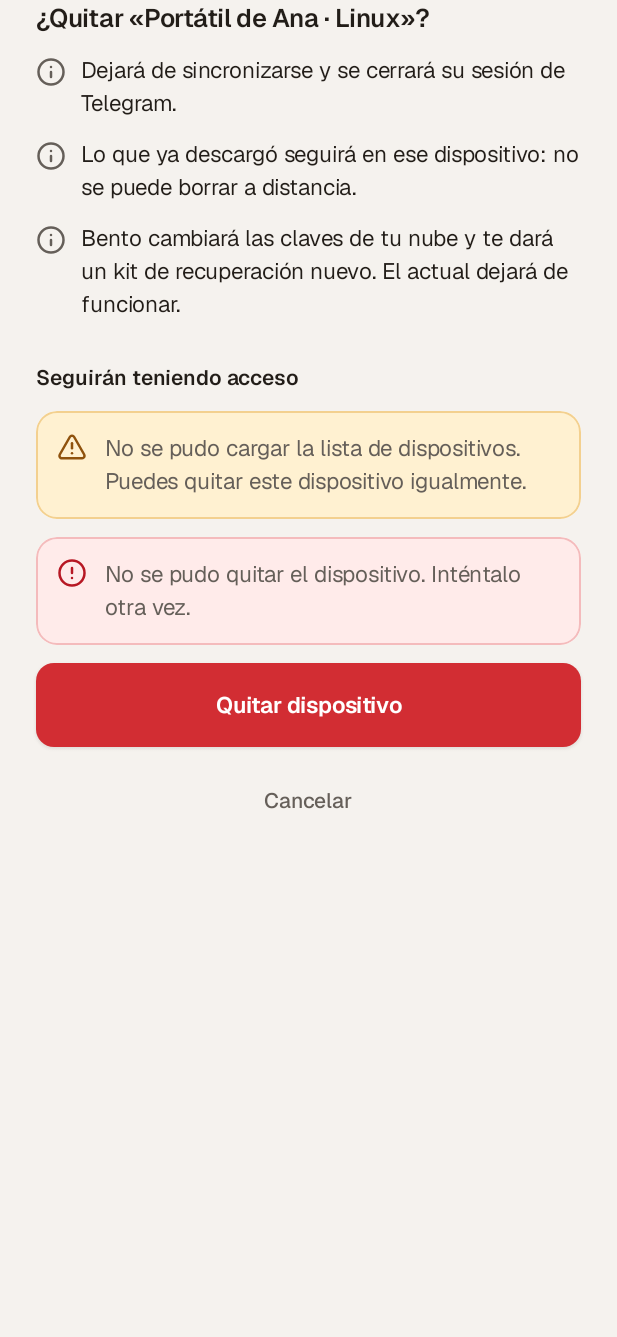 ¿Quitar «Portátil de Ana · Linux»?
Dejará de sincronizarse y se cerrará su sesión de
Telegram.
Lo que ya descargó seguirá en ese dispositivo: no
se puede borrar a distancia.
Bento cambiará las claves de tu nube y te dará
un kit de recuperación nuevo. El actual dejará de
funcionar.
Seguirán teniendo acceso
No se pudo cargar la lista de dispositivos.
Puedes quitar este dispositivo igualmente.
No se pudo quitar el dispositivo. Inténtalo
otra vez.
Quitar dispositivo
Cancelar